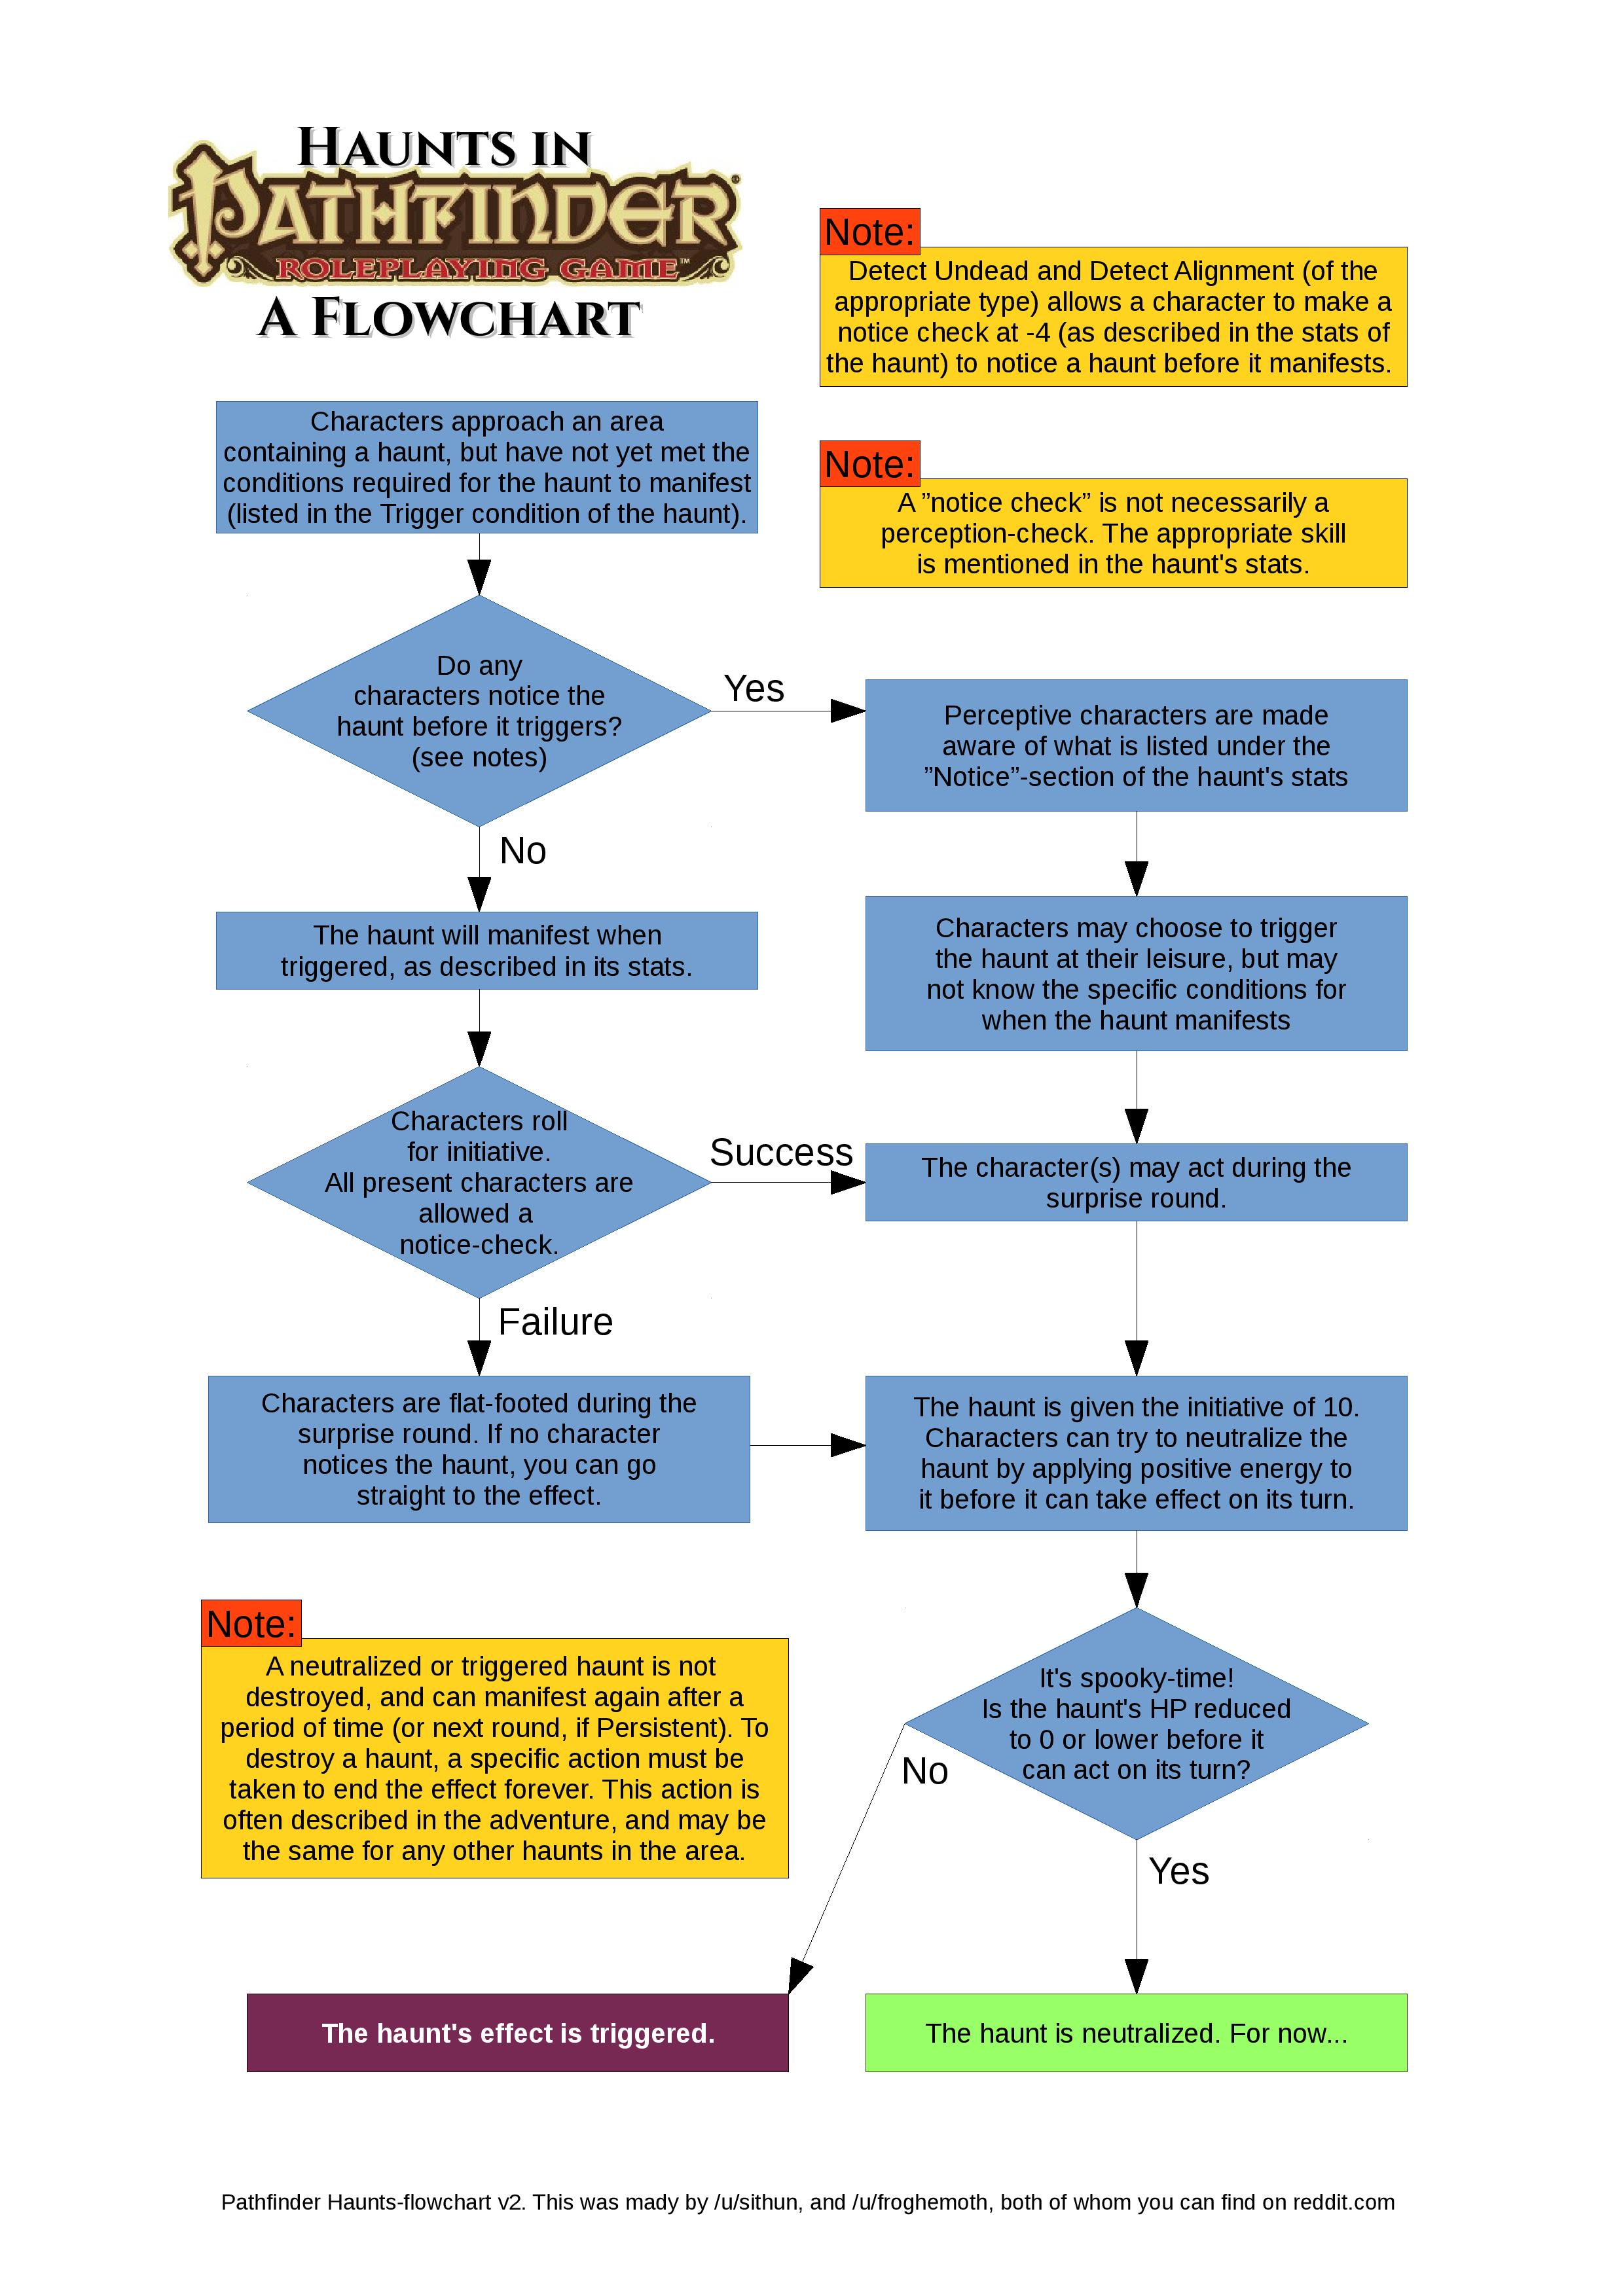 HAUNTS IN
PATHFINDER®
ROLEPLAYING GAME™
A FLOWCHART
Note:
Detect Undead and Detect Alignment (of the
appropriate type) allows a character to make a
notice check at -4 (as described in the stats of
the haunt) to notice a haunt before it manifests.
Note:
A ”notice check” is not necessarily a
perception-check. The appropriate skill
is mentioned in the haunt's stats.
Characters approach an area
containing a haunt, but have not yet met the
conditions required for the haunt to manifest
(listed in the Trigger condition of the haunt).
Do any
characters notice the
haunt before it triggers?
(see notes)
Yes
Perceptive characters are made
aware of what is listed under the
”Notice”-section of the haunt's stats
No
The haunt will manifest when
triggered, as described in its stats.
Characters may choose to trigger
the haunt at their leisure, but may
not know the specific conditions for
when the haunt manifests
Characters roll
for initiative.
All present characters are
allowed a
notice-check.
Success
The character(s) may act during the
surprise round.
Failure
Characters are flat-footed during the
surprise round. If no character
notices the haunt, you can go
straight to the effect.
The haunt is given the initiative of 10.
Characters can try to neutralize the
haunt by applying positive energy to
it before it can take effect on its turn.
Note:
A neutralized or triggered haunt is not
destroyed, and can manifest again after a
period of time (or next round, if Persistent). To
destroy a haunt, a specific action must be
taken to end the effect forever. This action is
often described in the adventure, and may be
the same for any other haunts in the area.
It's spooky-time!
Is the haunt's HP reduced
to 0 or lower before it
can act on its turn?
No
Yes
The haunt's effect is triggered.
The haunt is neutralized. For now...
Pathfinder Haunts-flowchart v2. This was mady by /u/sithun, and /u/froghemoth, both of whom you can find on reddit.com